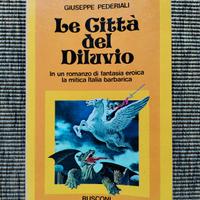 GIUSEPPE PEDERIALI
Le Città
del
Diluvio
In un romanzo di fantasia eroica
la mitica Italia barbarica
RUSCONI